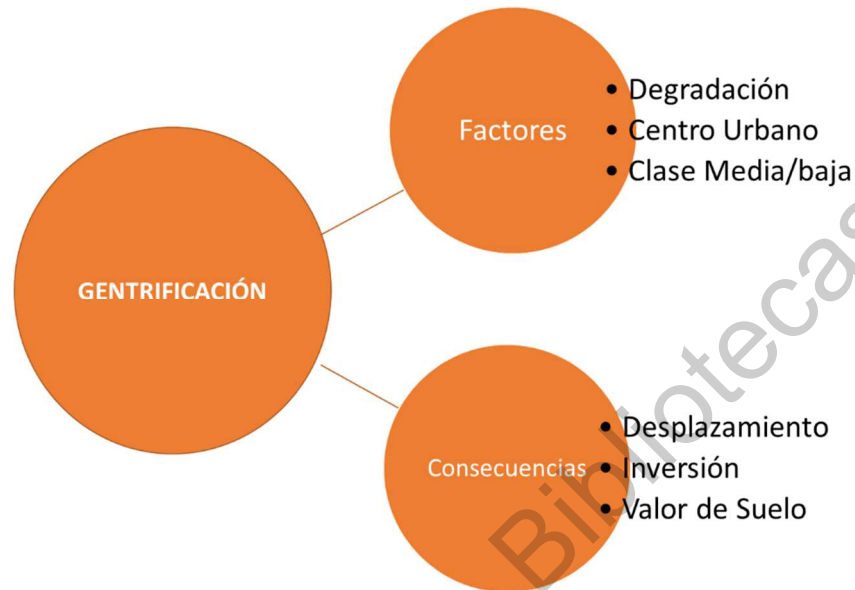 Factores
• Degradación
• Centro Urbano
• Clase Media/baja
GENTRIFICACIÓN
Consecuencias
• Desplazamiento
• Inversión
• Valor de Suelo
Bibliotecas